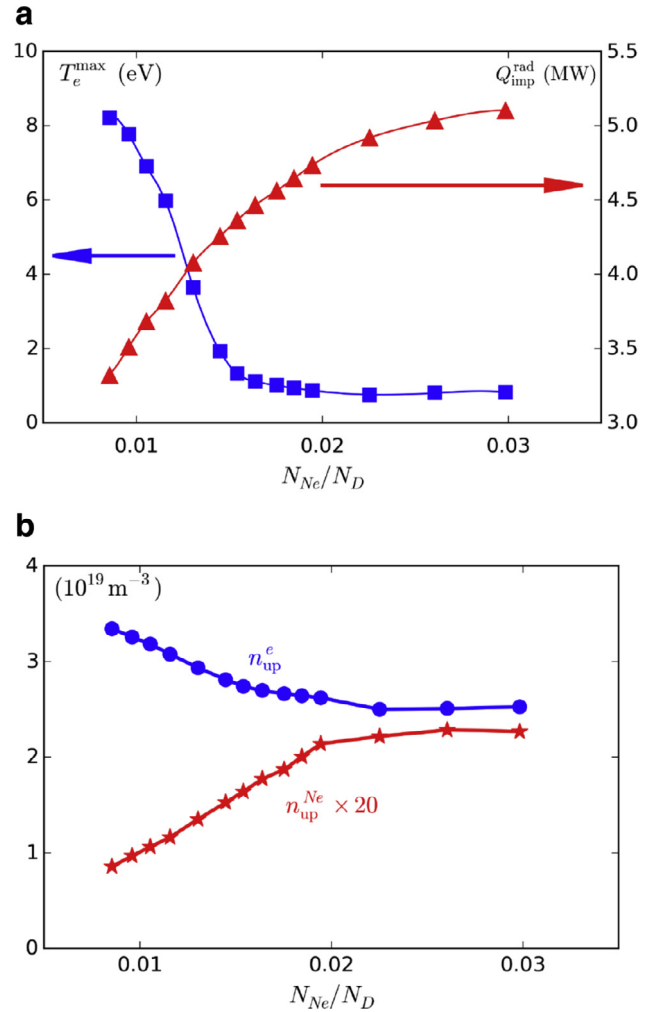 a
T_e^max (eV)
Q_imp^rad (MW)
10
8
6
4
2
0
5.5
5.0
4.5
4.0
3.5
3.0
0.01
0.02
0.03
N_Ne/N_D
b
(10^19 m^−3)
4
3
2
1
0
n_up^e
n_up^Ne × 20
0.01
0.02
0.03
N_Ne/N_D